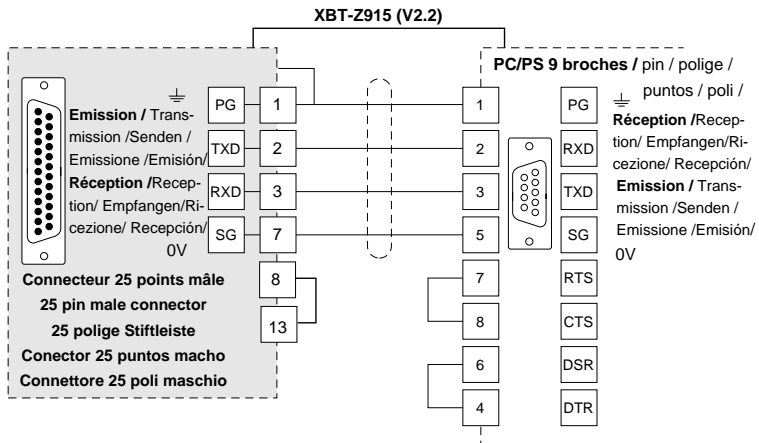 XBT-Z915 (V2.2)
PC/PS 9 broches / pin / polige /
puntos / poli /
Emission / Trans-
mission /Senden /
Emissione /Emisión/
Réception /Recep-
tion/ Empfangen/Ri-
cezione/ Recepción/
0V
PG 1
TXD 2
RXD 3
SG 7
8
13
Connecteur 25 points mâle
25 pin male connector
25 polige Stiftleiste
Conector 25 puntos macho
Connettore 25 poli maschio
1 PG
2 RXD
3 TXD
5 SG
7 RTS
8 CTS
6 DSR
4 DTR
Réception /Recep-
tion/ Empfangen/Ri-
cezione/ Recepción/
Emission / Trans-
mission /Senden /
Emissione /Emisión/
0V